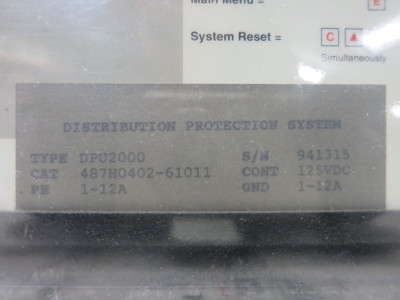 Main Menu = E
System Reset = C ▲
Simultaneously
DISTRIBUTION PROTECTION SYSTEM
TYPE DPU2000 S/N 941315
CAT 487H0402-61011 CONT 125VDC
PH 1-12A GND 1-12A